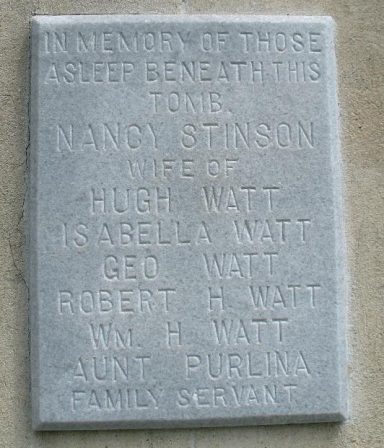 IN MEMORY OF THOSE
ASLEEP BENEATH THIS
TOMB.
NANCY STINSON
WIFE OF
HUGH WATT
ISABELLA WATT
GEO WATT
ROBERT H. WATT
WM. H. WATT
AUNT PURLINA
FAMILY SERVANT.